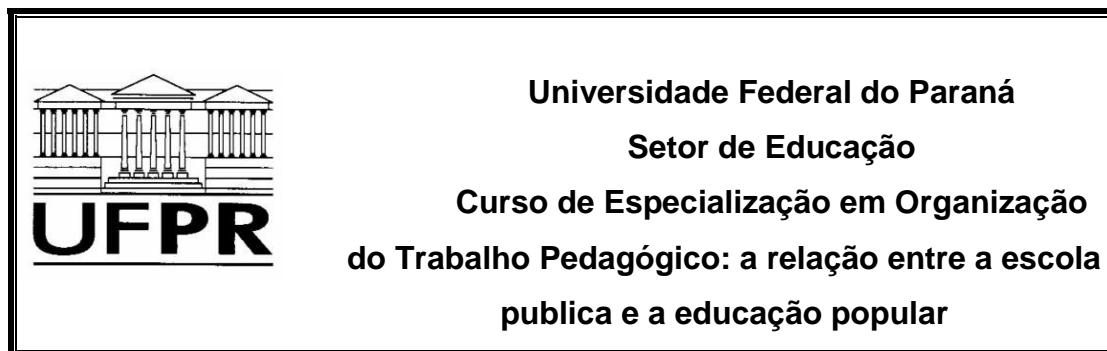 UFPR
Universidade Federal do Paraná
Setor de Educação
Curso de Especialização em Organização
do Trabalho Pedagógico: a relação entre a escola
publica e a educação popular